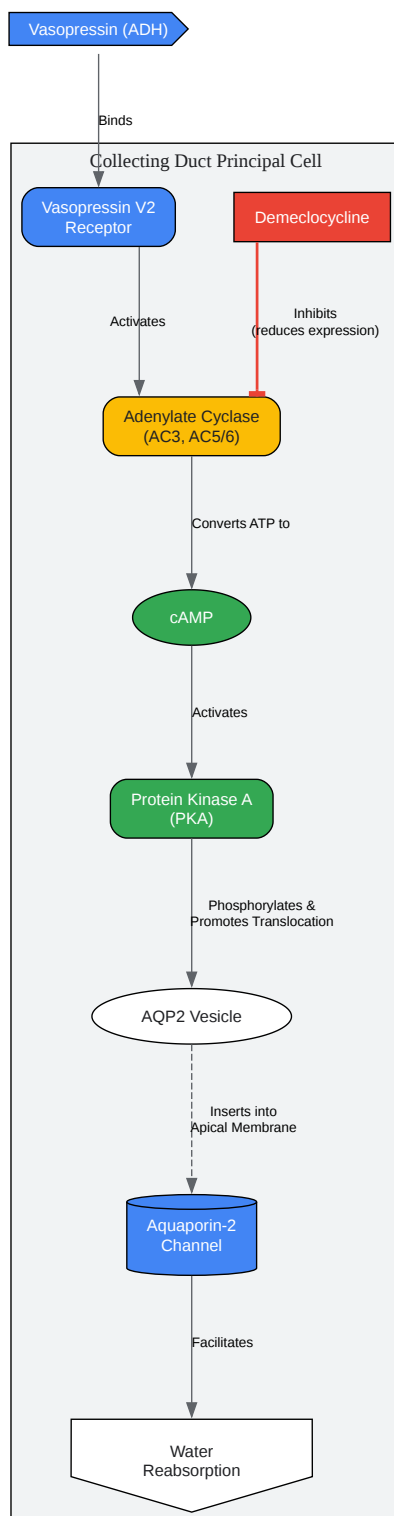 Vasopressin (ADH)
Binds
Collecting Duct Principal Cell
Vasopressin V2
Receptor
Demeclocycline
Activates
Inhibits
(reduces expression)
Adenylate Cyclase
(AC3, AC5/6)
Converts ATP to
cAMP
Activates
Protein Kinase A
(PKA)
Phosphorylates &
Promotes Translocation
AQP2 Vesicle
Inserts into
Apical Membrane
Aquaporin-2
Channel
Facilitates
Water
Reabsorption